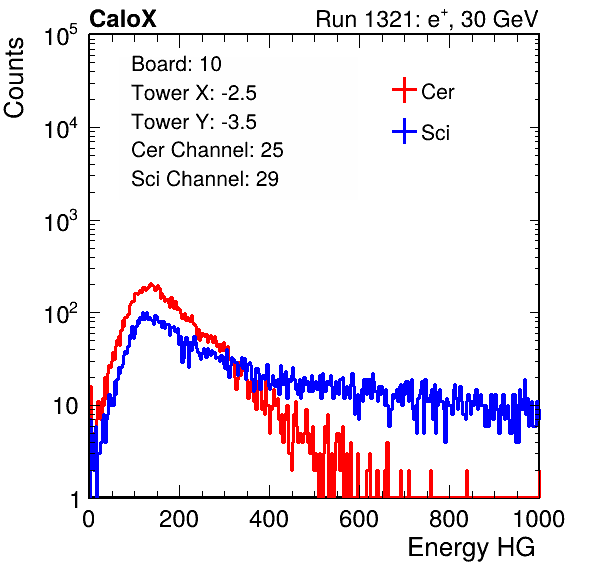 CaloX Run 1321: e⁺, 30 GeV
Counts
10⁵
10⁴
10³
10²
10
1
Board: 10
Tower X: -2.5
Tower Y: -3.5
Cer Channel: 25
Sci Channel: 29
Cer
Sci
0 200 400 600 800 1000
Energy HG